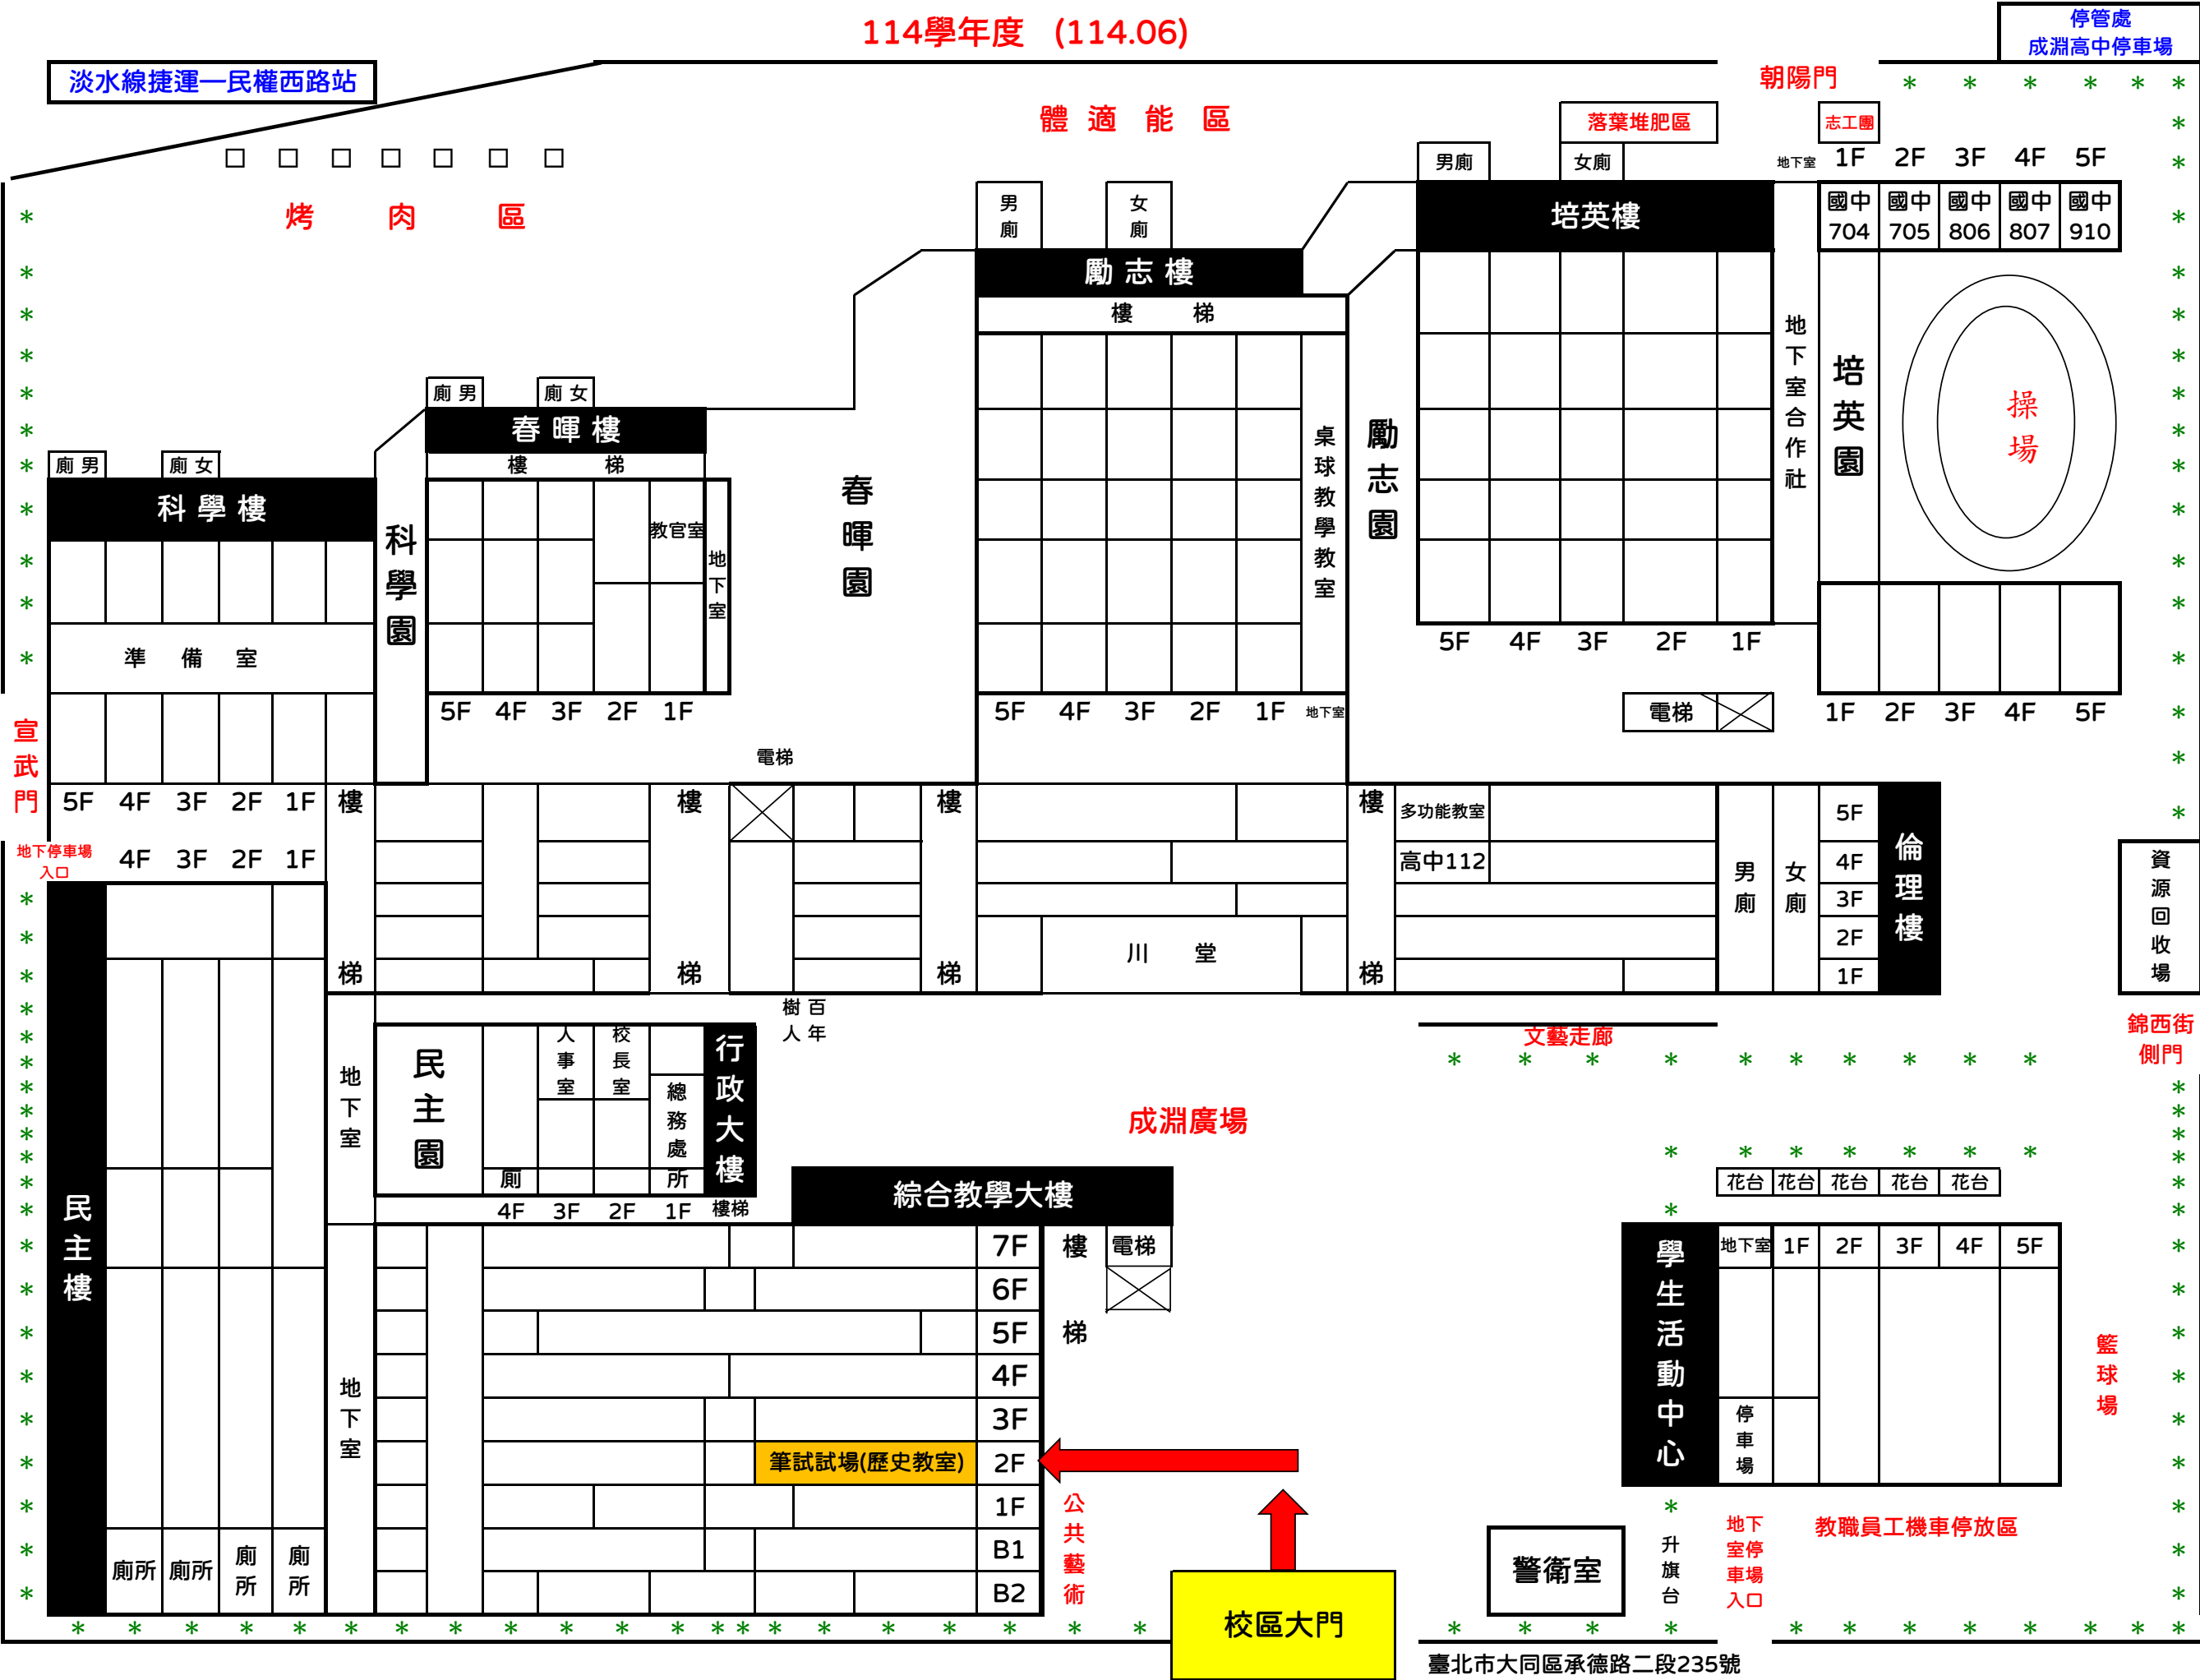 114學年度 (114.06)
停管處
成淵高中停車場
淡水線捷運—民權西路站
朝陽門
體適能區
落葉堆肥區
志工團
男廁
女廁
地下室
1F 2F 3F 4F 5F
烤肉區
男廁
女廁
培英樓
國中704
國中705
國中806
國中807
國中910
勵志樓
樓梯
操場
地下室合作社
培英園
廁男
廁女
春暉樓
樓梯
桌球教學教室
勵志園
廁男
廁女
科學樓
科學園
教官室
地下室
春暉園
準備室
5F 4F 3F 2F 1F
5F 4F 3F 2F 1F
5F 4F 3F 2F 1F 地下室
電梯
1F 2F 3F 4F 5F
宣武門
電梯
5F 4F 3F 2F 1F
樓梯
樓梯
樓梯
樓梯
多功能教室
高中112
男廁
女廁
5F
4F
3F
2F
1F
倫理樓
資源回收場
地下停車場
入口
4F 3F 2F 1F
川堂
樹百
人年
文藝走廊
錦西街
側門
民主樓
地下室
民主園
人事室
校長室
總務處
廁所
行政大樓
4F 3F 2F 1F 樓梯
成淵廣場
綜合教學大樓
花台 花台 花台 花台 花台
地下室
7F
6F
5F
4F
3F
筆試試場(歷史教室) 2F
1F
B1
B2
樓梯
電梯
學生活動中心
地下室 1F 2F 3F 4F 5F
停車場
籃球場
公共藝術
廁所 廁所 廁所 廁所
校區大門
警衛室
升旗台
地下
室停
車場
入口
教職員工機車停放區
臺北市大同區承德路二段235號